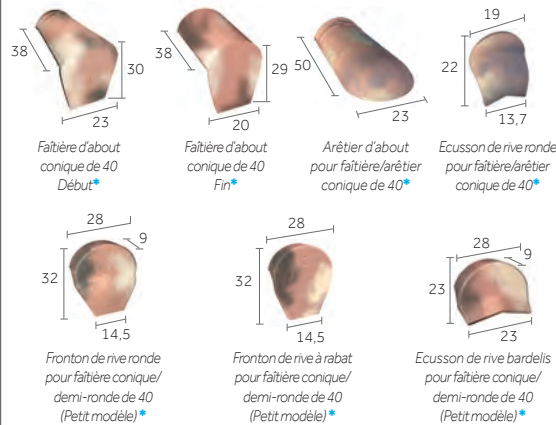 19
38
30
38
29
50
22
23
20
23
13,7
Faîtière d'about
conique de 40
Début*
Faîtière d'about
conique de 40
Fin*
Arêtier d'about
pour faîtière/arêtier
conique de 40*
Ecusson de rive ronde
pour faîtière/arêtier
conique de 40*
28
9
32
14,5
28
32
14,5
28
9
23
23
Fronton de rive ronde
pour faîtière conique/
demi-ronde de 40
(Petit modèle) *
Fronton de rive à rabat
pour faîtière conique/
demi-ronde de 40
(Petit modèle) *
Ecusson de rive bardelis
pour faîtière conique/
demi-ronde de 40
(Petit modèle) *